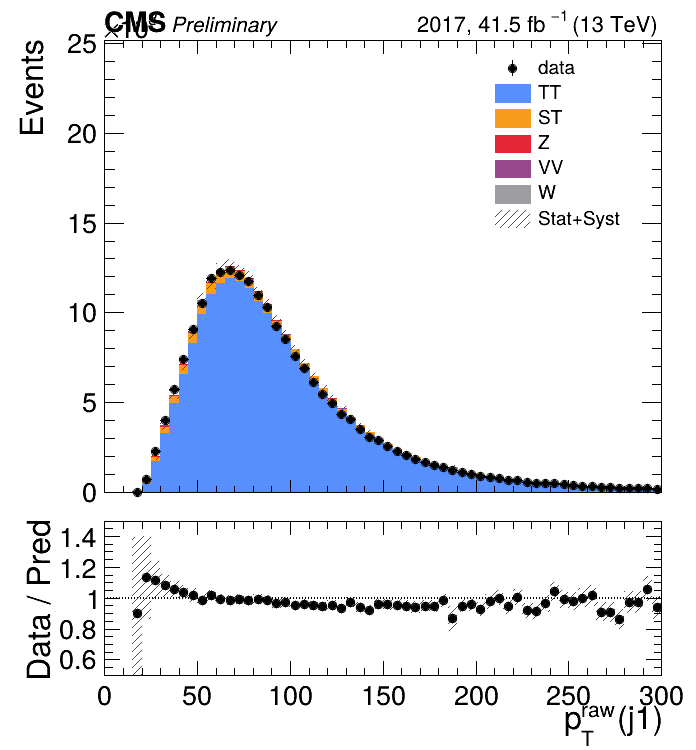 CMS Preliminary 2017, 41.5 fb⁻¹ (13 TeV)
Events
25
20
15
10
5
0
data
TT
ST
Z
VV
W
Stat+Syst
Data / Pred
1.4
1.2
1
0.8
0.6
0 50 100 150 200 250 300
p_T^raw(j1)